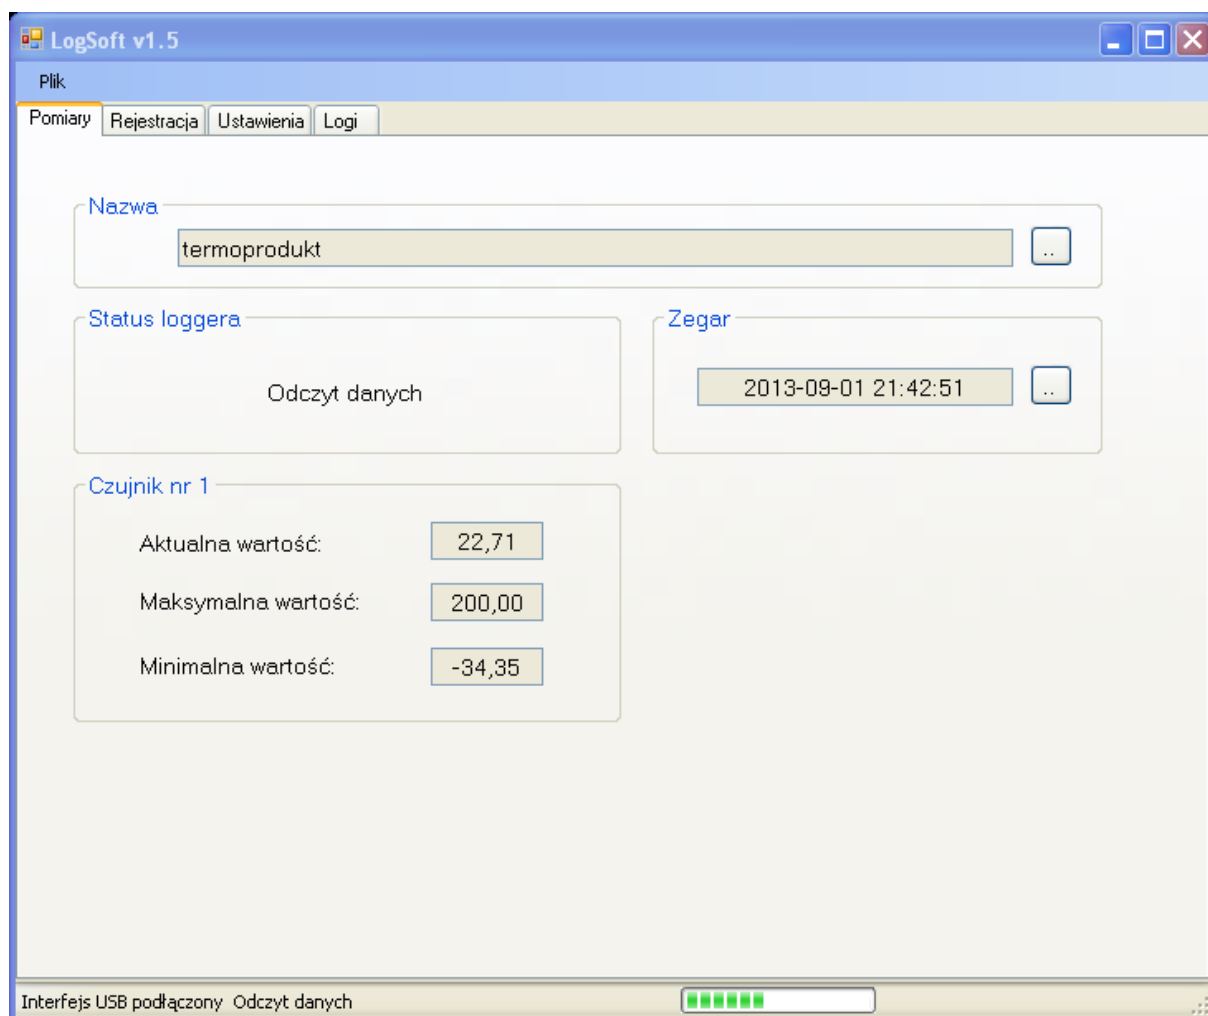 LogSoft v1.5
Plik
Pomiary Rejestracja Ustawienia Logi
Nazwa
termoprodukt ..
Status loggera Zegar
Odczyt danych 2013-09-01 21:42:51 ..
Czujnik nr 1
Aktualna wartość: 22,71
Maksymalna wartość: 200,00
Minimalna wartość: -34,35
Interfejs USB podłączony Odczyt danych